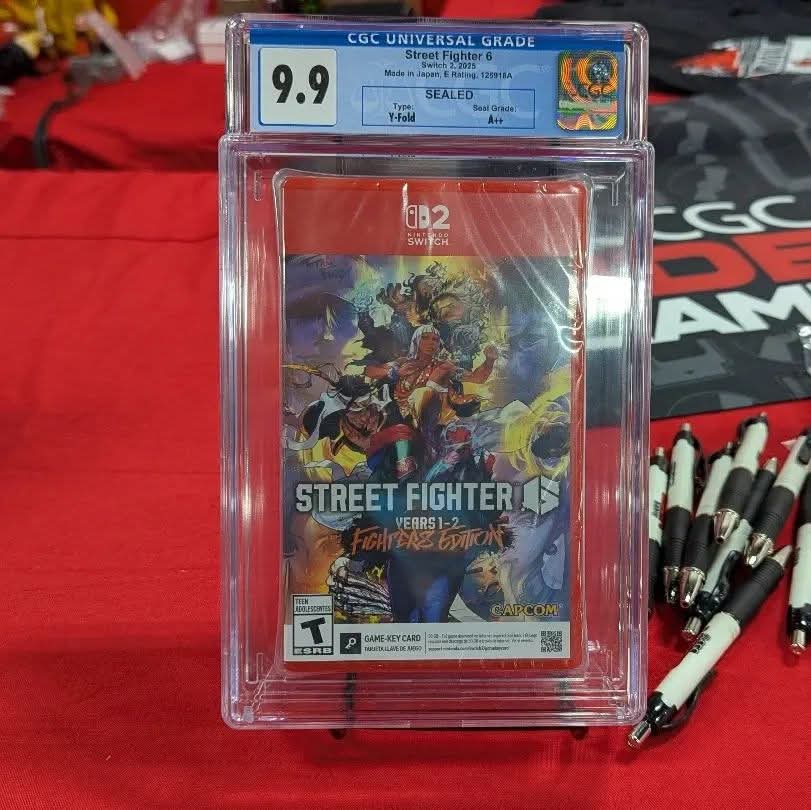 CGC UNIVERSAL GRADE
9.9
Street Fighter 6
Switch 2, 2025
Made in Japan, E Rating, 125918A
SEALED
Type:
Y-Fold
Seal Grade:
A++
2
NINTENDO
SWITCH
STREET FIGHTER 6
YEARS 1-2
FIGHTERS EDITION
CAPCOM
TEEN
ADOLESCENTES
T
ESRB
GAME-KEY CARD
TARJETA LLAVE DE JUEGO
CGC